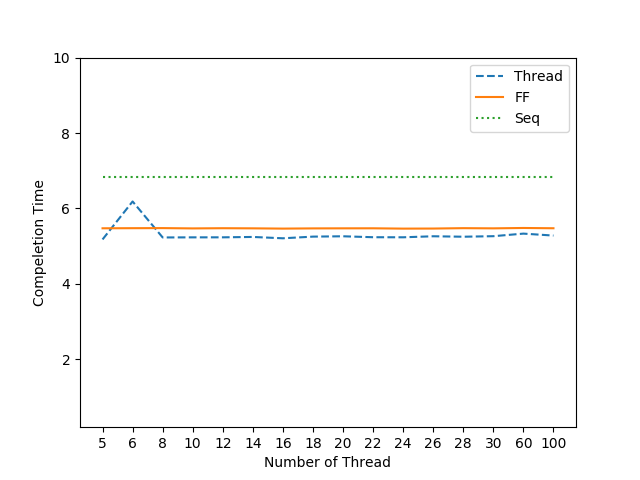 10
8
6
4
2
Compeletion Time
Thread
FF
Seq
5 6 8 10 12 14 16 18 20 22 24 26 28 30 60 100
Number of Thread